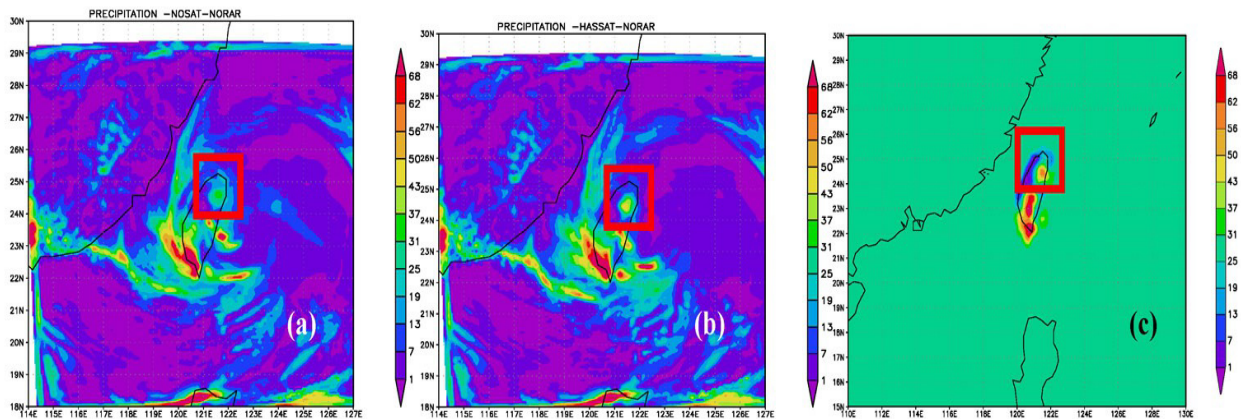 PRECIPITATION -NOSAT-NORAR
30N
29N
28N
27N
26N
25N
24N
23N
22N
21N
20N
19N
18N
114E 115E 116E 117E 118E 119E 120E 121E 122E 123E 124E 125E 126E 127E
(a)
68
62
56
50
43
37
31
25
19
13
7
1
PRECIPITATION -HASSAT-NORAR
30N
29N
28N
27N
26N
25N
24N
23N
22N
21N
20N
19N
18N
114E 115E 116E 117E 118E 119E 120E 121E 122E 123E 124E 125E 126E 127E
(b)
68
62
56
50
43
37
31
25
19
13
7
1
30N
29N
28N
27N
26N
25N
24N
23N
22N
21N
20N
19N
18N
17N
16N
15N
110E 112E 114E 116E 118E 120E 122E 124E 126E 128E 130E
(c)
68
62
56
50
43
37
31
25
19
13
7
1